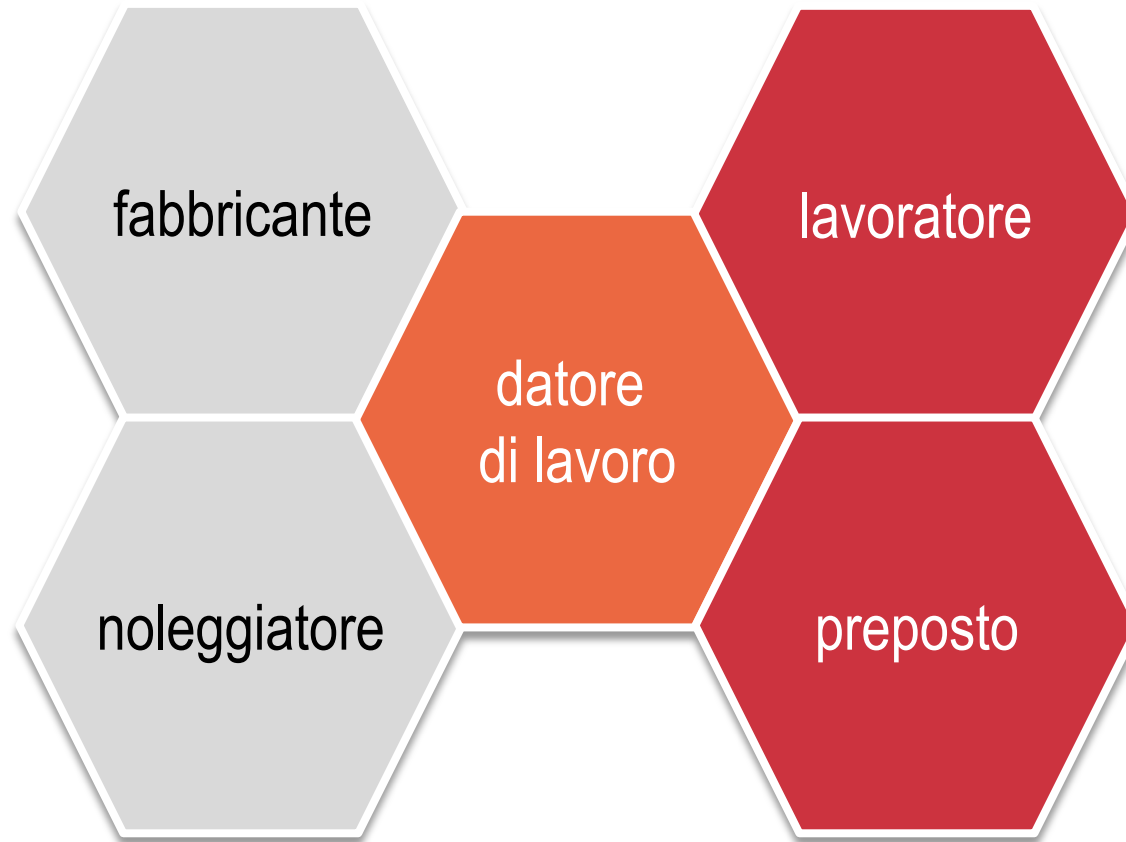 fabbricante
lavoratore
datore
di lavoro
noleggiatore
preposto